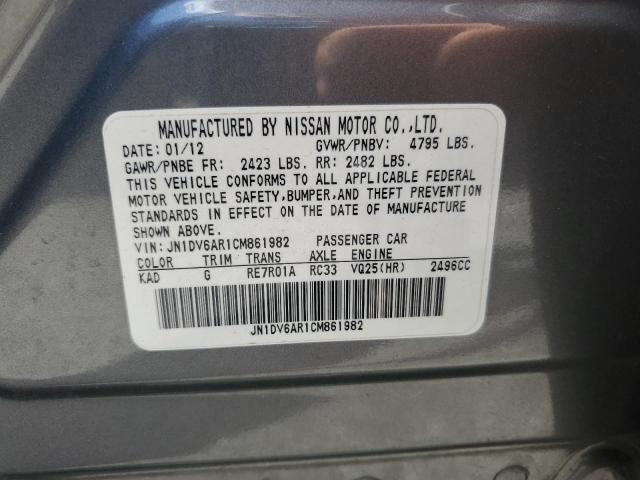 MANUFACTURED BY NISSAN MOTOR CO.,LTD.
DATE: 01/12 GVWR/PNBV: 4795 LBS.
GAWR/PNBE FR: 2423 LBS. RR: 2482 LBS.
THIS VEHICLE CONFORMS TO ALL APPLICABLE FEDERAL
MOTOR VEHICLE SAFETY,BUMPER,AND THEFT PREVENTION
STANDARDS IN EFFECT ON THE DATE OF MANUFACTURE
SHOWN ABOVE.
VIN: JN1DV6AR1CM861982 PASSENGER CAR
COLOR TRIM TRANS AXLE ENGINE
KAD G RE7R01A RC33 VQ25(HR) 2496CC
JN1DV6AR1CM861982